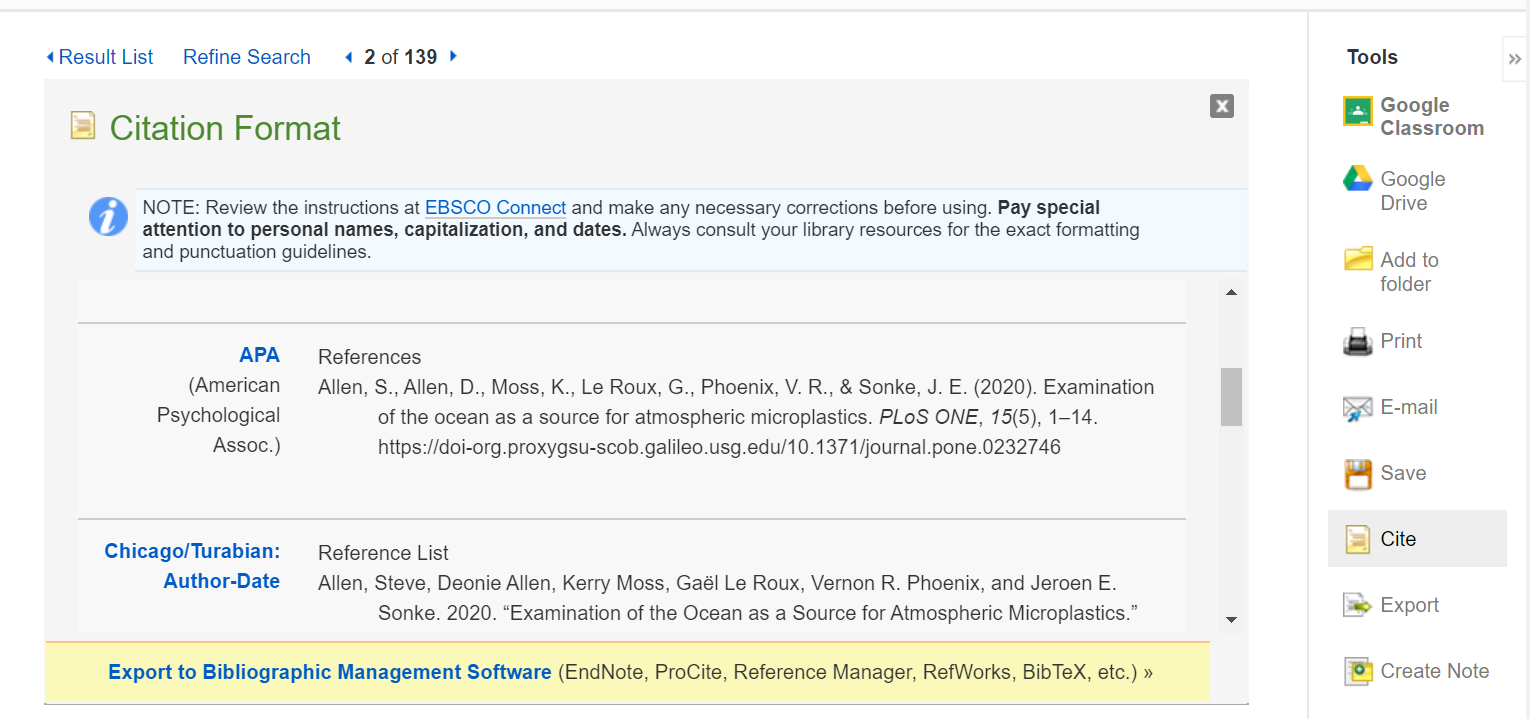 Result List Refine Search 2 of 139
Citation Format
NOTE: Review the instructions at EBSCO Connect and make any necessary corrections before using. Pay special
attention to personal names, capitalization, and dates. Always consult your library resources for the exact formatting
and punctuation guidelines.
APA
(American
Psychological
Assoc.)
References
Allen, S., Allen, D., Moss, K., Le Roux, G., Phoenix, V. R., & Sonke, J. E. (2020). Examination
of the ocean as a source for atmospheric microplastics. PLoS ONE, 15(5), 1–14.
https://doi-org.proxygsu-scob.galileo.usg.edu/10.1371/journal.pone.0232746
Chicago/Turabian:
Author-Date
Reference List
Allen, Steve, Deonie Allen, Kerry Moss, Gaël Le Roux, Vernon R. Phoenix, and Jeroen E.
Sonke. 2020. “Examination of the Ocean as a Source for Atmospheric Microplastics.”
Export to Bibliographic Management Software (EndNote, ProCite, Reference Manager, RefWorks, BibTeX, etc.) »
Tools
»
Google
Classroom
Google
Drive
Add to
folder
Print
E-mail
Save
Cite
Export
Create Note